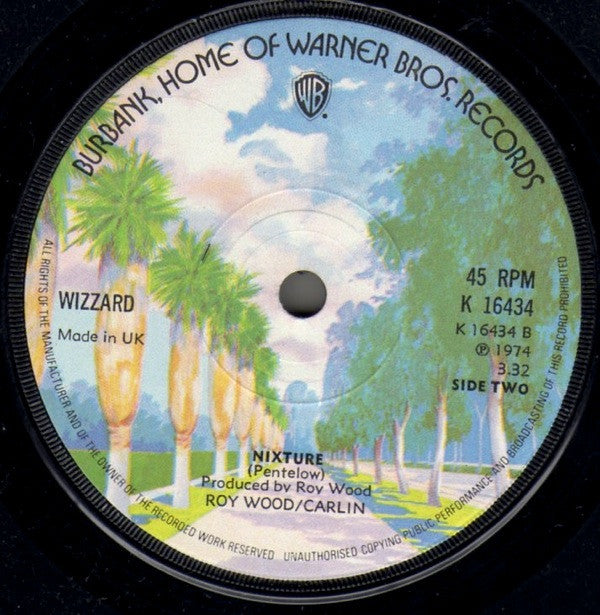 BURBANK, HOME OF WARNER BROS. RECORDS
WB
WIZZARD
Made in UK
45 RPM
K 16434
K 16434 B
℗ 1974
3.32
SIDE TWO
NIXTURE
(Pentelow)
Produced by Roy Wood
ROY WOOD/CARLIN
ALL RIGHTS OF THE MANUFACTURER AND OF THE OWNER OF THE RECORDED WORK RESERVED UNAUTHORISED COPYING PUBLIC PERFORMANCE AND BROADCASTING OF THIS RECORD PROHIBITED